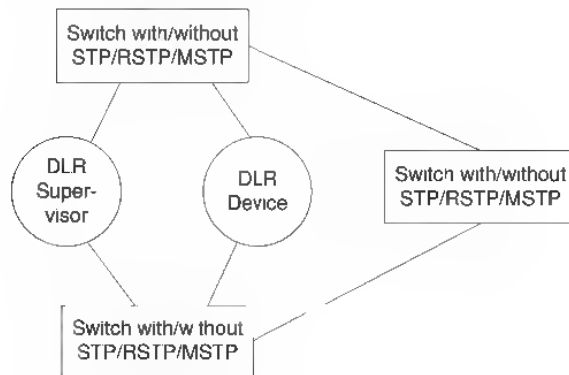 Switch with/without
STP/RSTP/MSTP
DLR
Super-
visor
DLR
Device
Switch with/without
STP/RSTP/MSTP
Switch with/w thout
STP/RSTP/MSTP